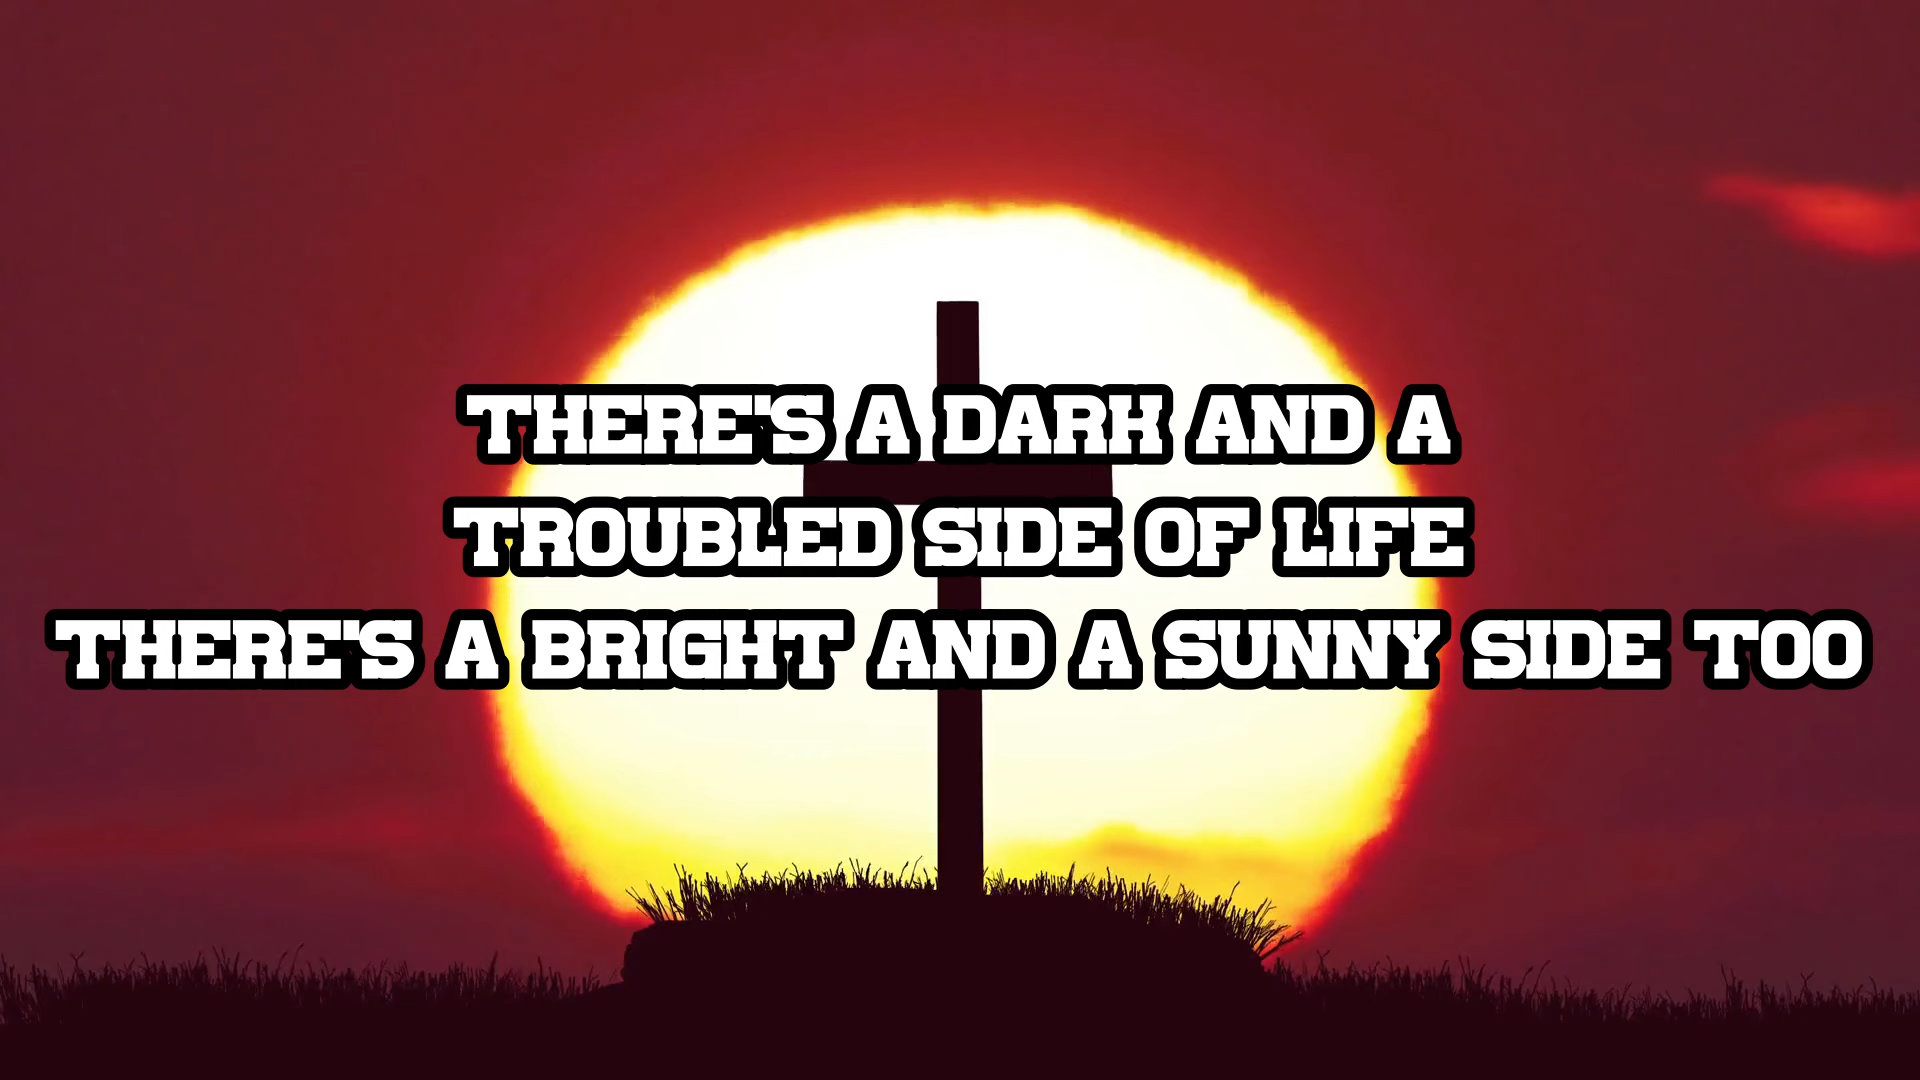 THERE'S A DARK AND A
TROUBLED SIDE OF LIFE
THERE'S A BRIGHT AND A SUNNY SIDE TOO